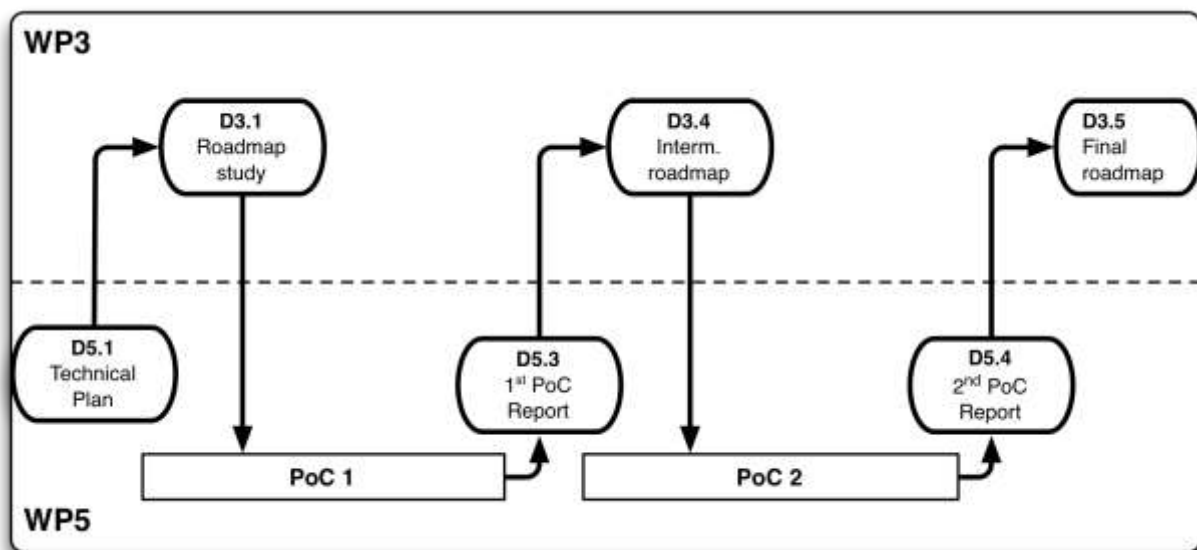 WP3
D3.1
Roadmap
study
D3.4
Interm.
roadmap
D3.5
Final
roadmap
D5.1
Technical
Plan
D5.3
1st PoC
Report
D5.4
2nd PoC
Report
PoC 1
PoC 2
WP5